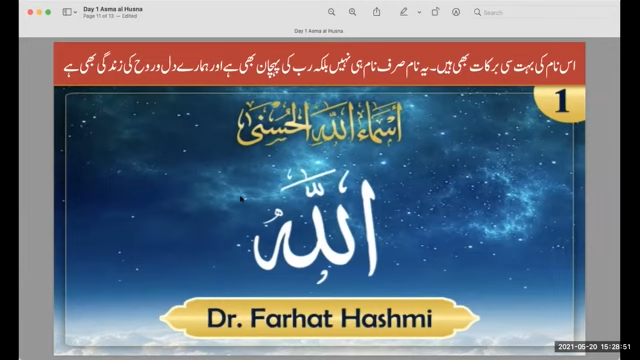 Day 1 Asma al Husna
Page 11 of 13 — Edited
Search
Day 1 Asma al Husna
اس نام کی بہت سی برکات بھی ہیں۔ یہ نام صرف نام ہی نہیں بلکہ رب کی پہچان بھی ہے اور ہمارے دل و روح کی زندگی بھی ہے
1
أسماء الله الحسنى
الله
Dr. Farhat Hashmi
2021-05-20 15:28:51